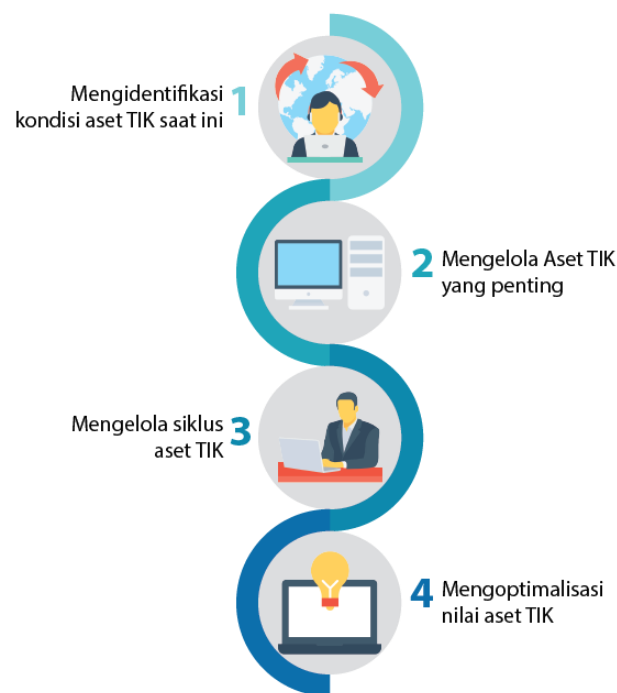 1
Mengidentifikasi
kondisi aset TIK saat ini
2
Mengelola Aset TIK
yang penting
3
Mengelola siklus
aset TIK
4
Mengoptimalisasi
nilai aset TIK